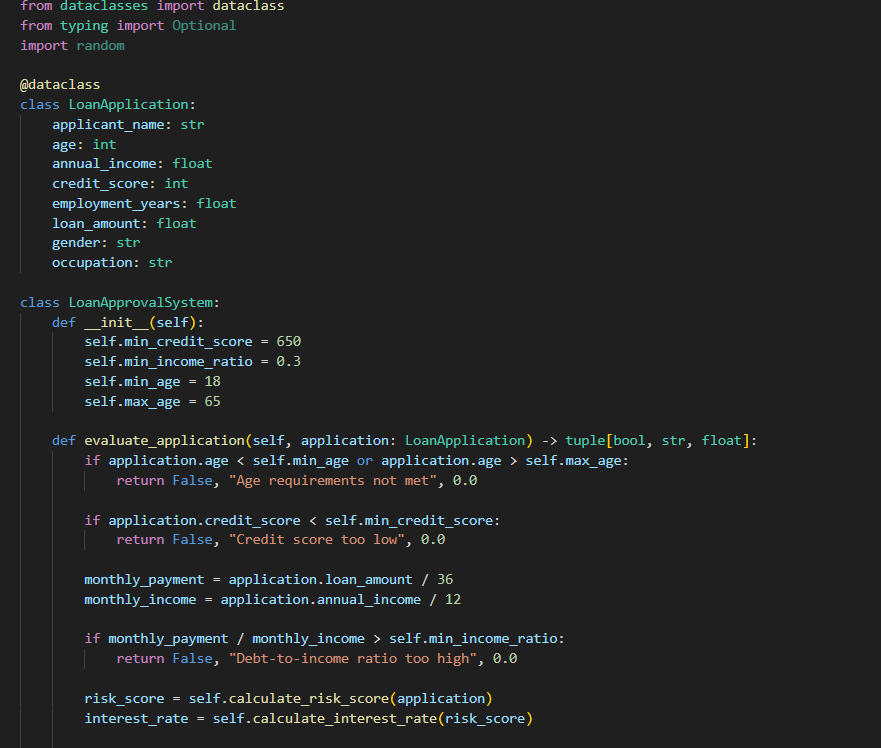 from dataclasses import dataclass
from typing import Optional
import random

@dataclass
class LoanApplication:
    applicant_name: str
    age: int
    annual_income: float
    credit_score: int
    employment_years: float
    loan_amount: float
    gender: str
    occupation: str

class LoanApprovalSystem:
    def __init__(self):
        self.min_credit_score = 650
        self.min_income_ratio = 0.3
        self.min_age = 18
        self.max_age = 65

    def evaluate_application(self, application: LoanApplication) -> tuple[bool, str, float]:
        if application.age < self.min_age or application.age > self.max_age:
            return False, "Age requirements not met", 0.0

        if application.credit_score < self.min_credit_score:
            return False, "Credit score too low", 0.0

        monthly_payment = application.loan_amount / 36
        monthly_income = application.annual_income / 12

        if monthly_payment / monthly_income > self.min_income_ratio:
            return False, "Debt-to-income ratio too high", 0.0

        risk_score = self.calculate_risk_score(application)
        interest_rate = self.calculate_interest_rate(risk_score)